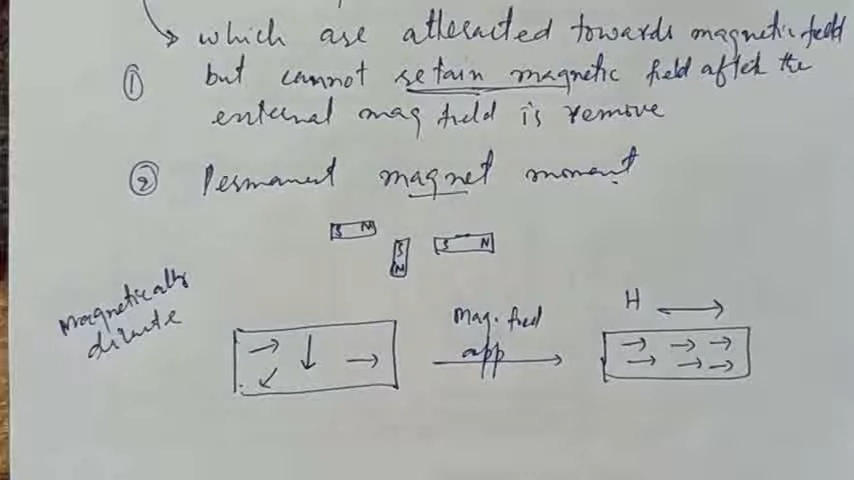 which are atteracted towards magnetic field
① but cannot retain magnetic field after the
external mag field is remove
② Permanent magnet moment
S N
S N
S N
Magnetically
dilute
Mag. field
app
H